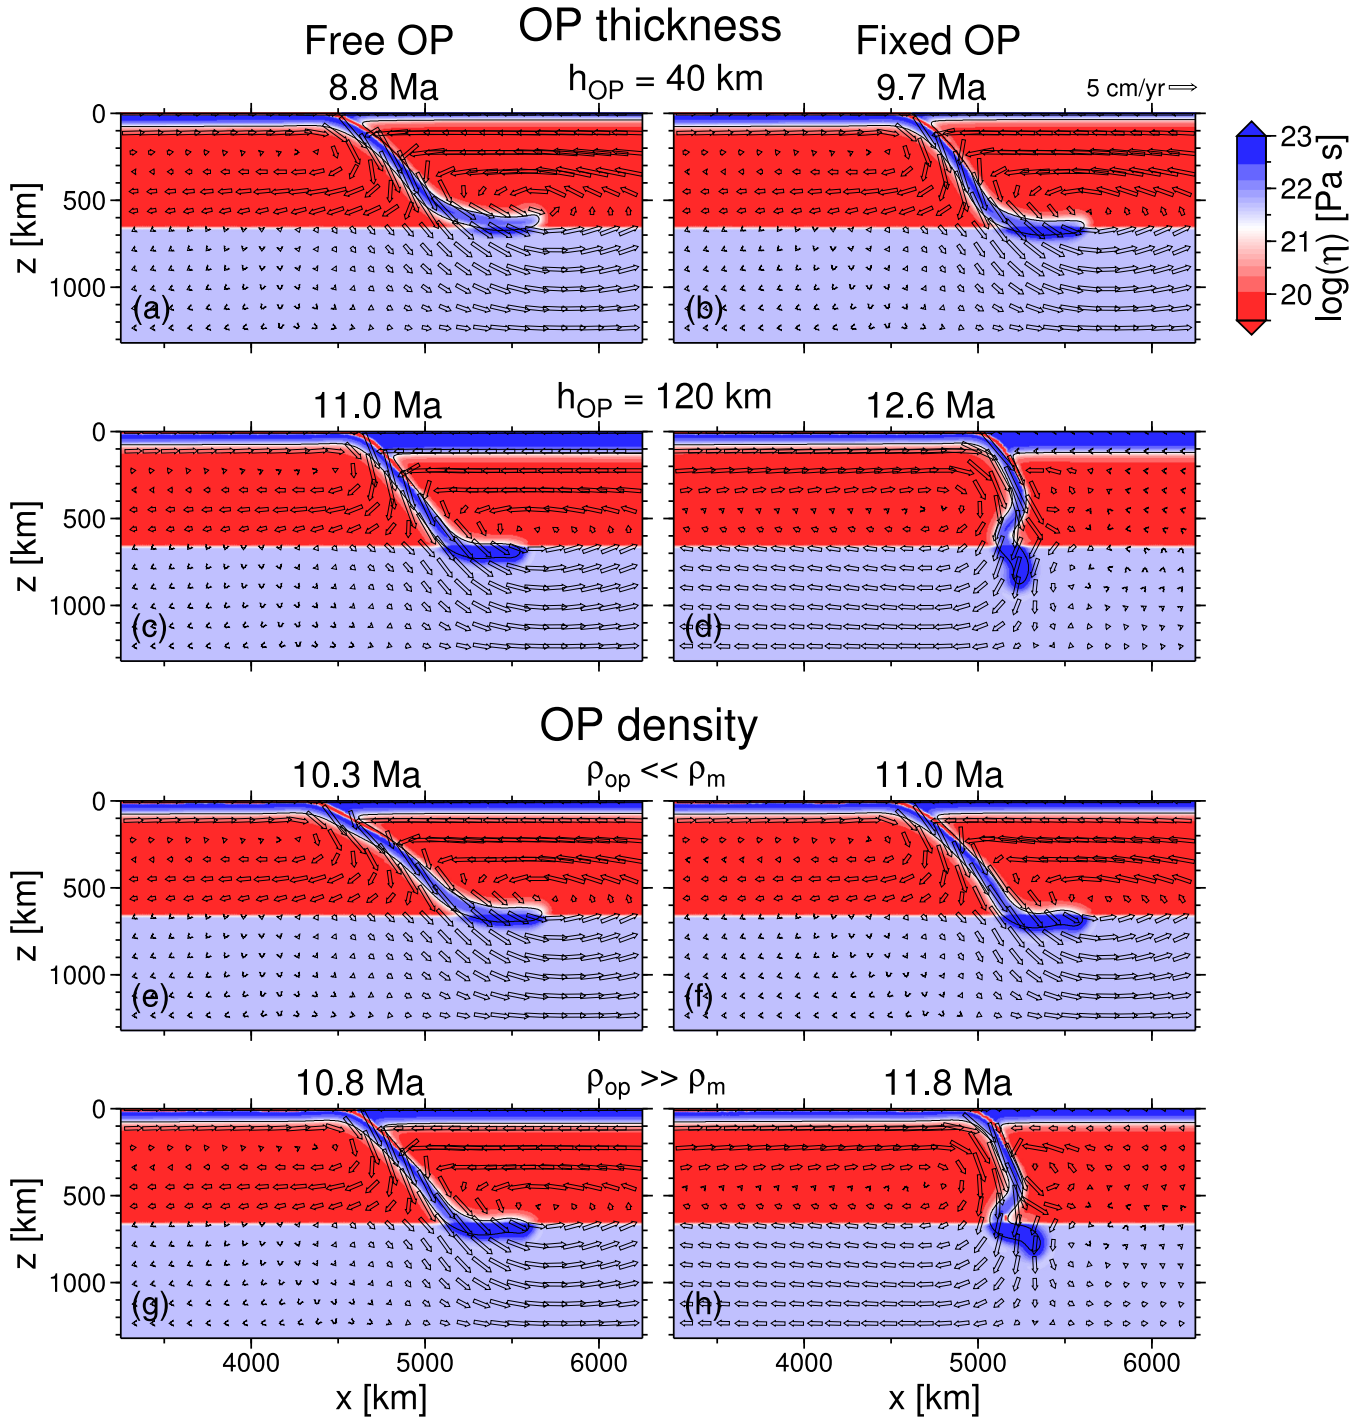 OP thickness
Free OP
Fixed OP
8.8 Ma
h_OP = 40 km
9.7 Ma
5 cm/yr
0
500
1000
z [km]
(a)
(b)
23
22
21
20
log(η) [Pa s]
11.0 Ma
h_OP = 120 km
12.6 Ma
0
500
1000
z [km]
(c)
(d)
OP density
10.3 Ma
ρ_op << ρ_m
11.0 Ma
0
500
1000
z [km]
(e)
(f)
10.8 Ma
ρ_op >> ρ_m
11.8 Ma
0
500
1000
z [km]
(g)
(h)
4000 5000 6000
4000 5000 6000
x [km]
x [km]